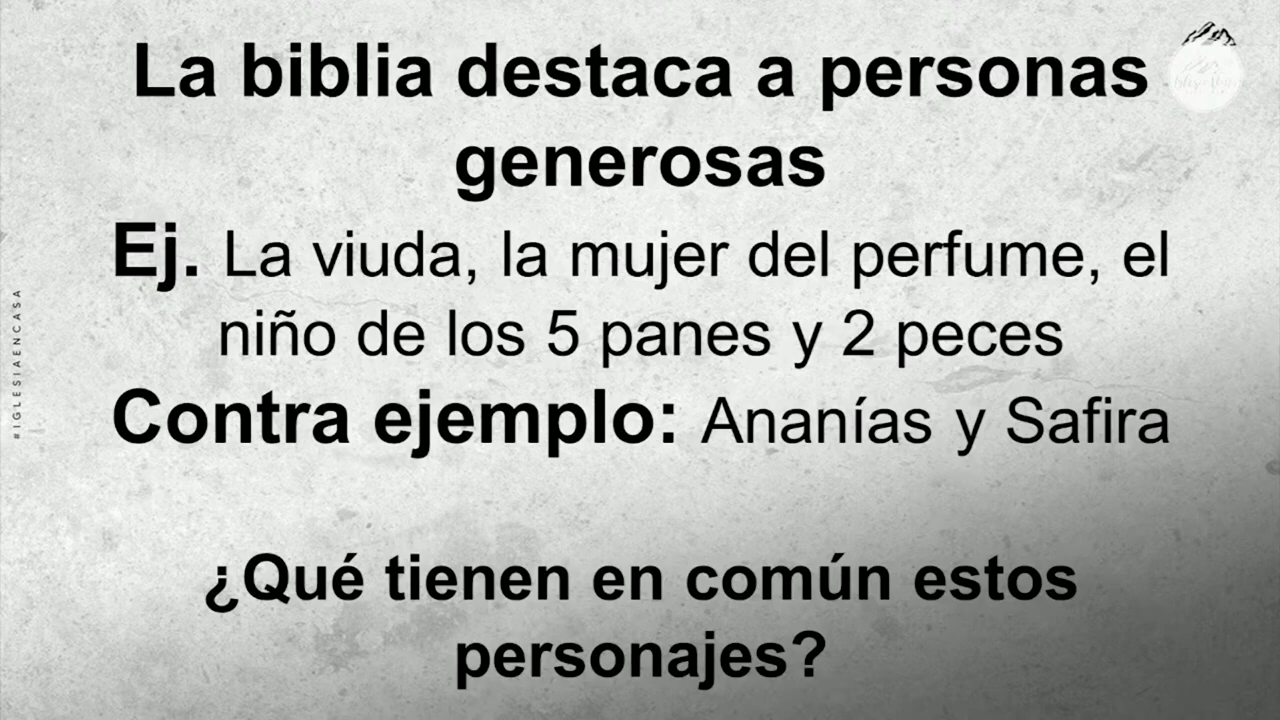 La biblia destaca a personas
generosas
Ej. La viuda, la mujer del perfume, el
niño de los 5 panes y 2 peces
Contra ejemplo: Ananías y Safira
¿Qué tienen en común estos
personajes?
#IGLESIAENCASA